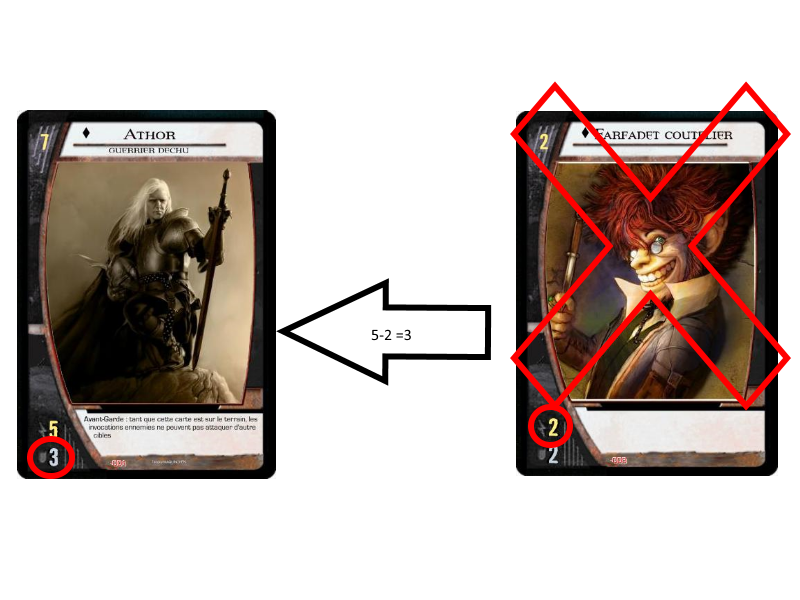 7
ATHOR
GUERRIER DECHU
Avant-Garde : tant que cette carte est sur le terrain, les
invocations ennemies ne peuvent pas attaquer d'autre
cibles
5
3
5-2 =3
2
FARFADET COUTELIER
2
2